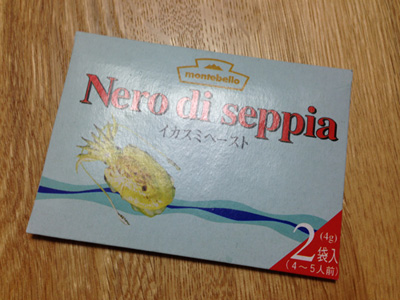 montebello
Nero di seppia
イカスミペースト
(4g)
2袋入
(4〜5人前)